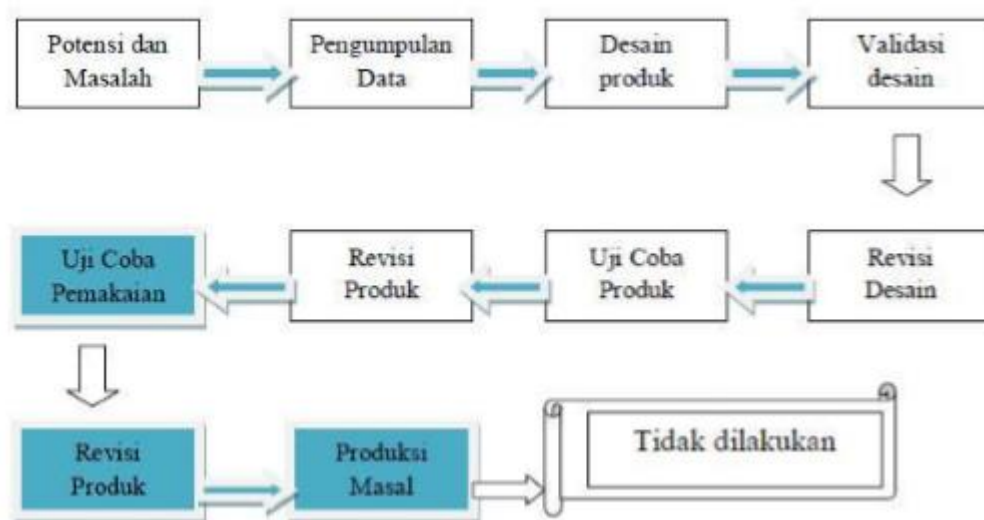 Potensi dan
Masalah
Pengumpulan
Data
Desain
produk
Validasi
desain
Uji Coba
Pemakaian
Revisi
Produk
Uji Coba
Produk
Revisi
Desain
Revisi
Produk
Produksi
Masal
Tidak dilakukan